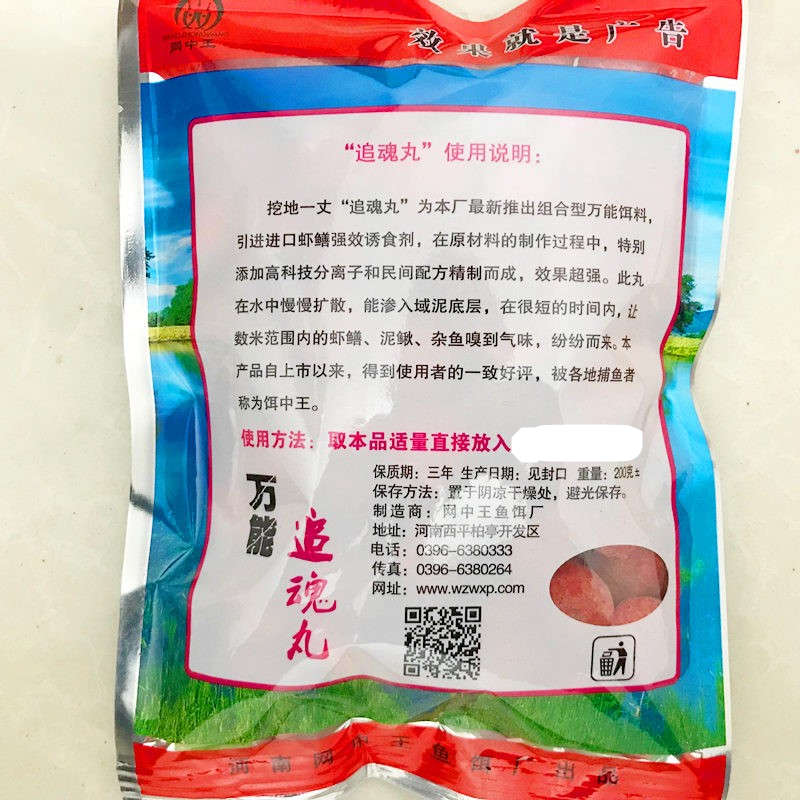 网中王
效果就是广告
“追魂丸”使用说明：
挖地一丈“追魂丸”为本厂最新推出组合型万能饵料，
引进进口虾鳝强效诱食剂，在原材料的制作过程中，特别
添加高科技分离子和民间配方精制而成，效果超强。此丸
在水中慢慢扩散，能渗入域泥底层，在很短的时间内，让
数米范围内的虾鳝、泥鳅、杂鱼嗅到气味，纷纷而来。本
产品自上市以来，得到使用者的一致好评，被各地捕鱼者
称为饵中王。
使用方法：取本品适量直接放入
保质期：三年 生产日期：见封口 重量：200克±
保存方法：置于阴凉干燥处，避光保存。
制造商：网中王鱼饵厂
地址：河南西平柏亭开发区
电话：0396-6380333
传真：0396-6380264
网址：www.wzwxp.com
万能
追魂丸
河南网中王鱼饵厂出品